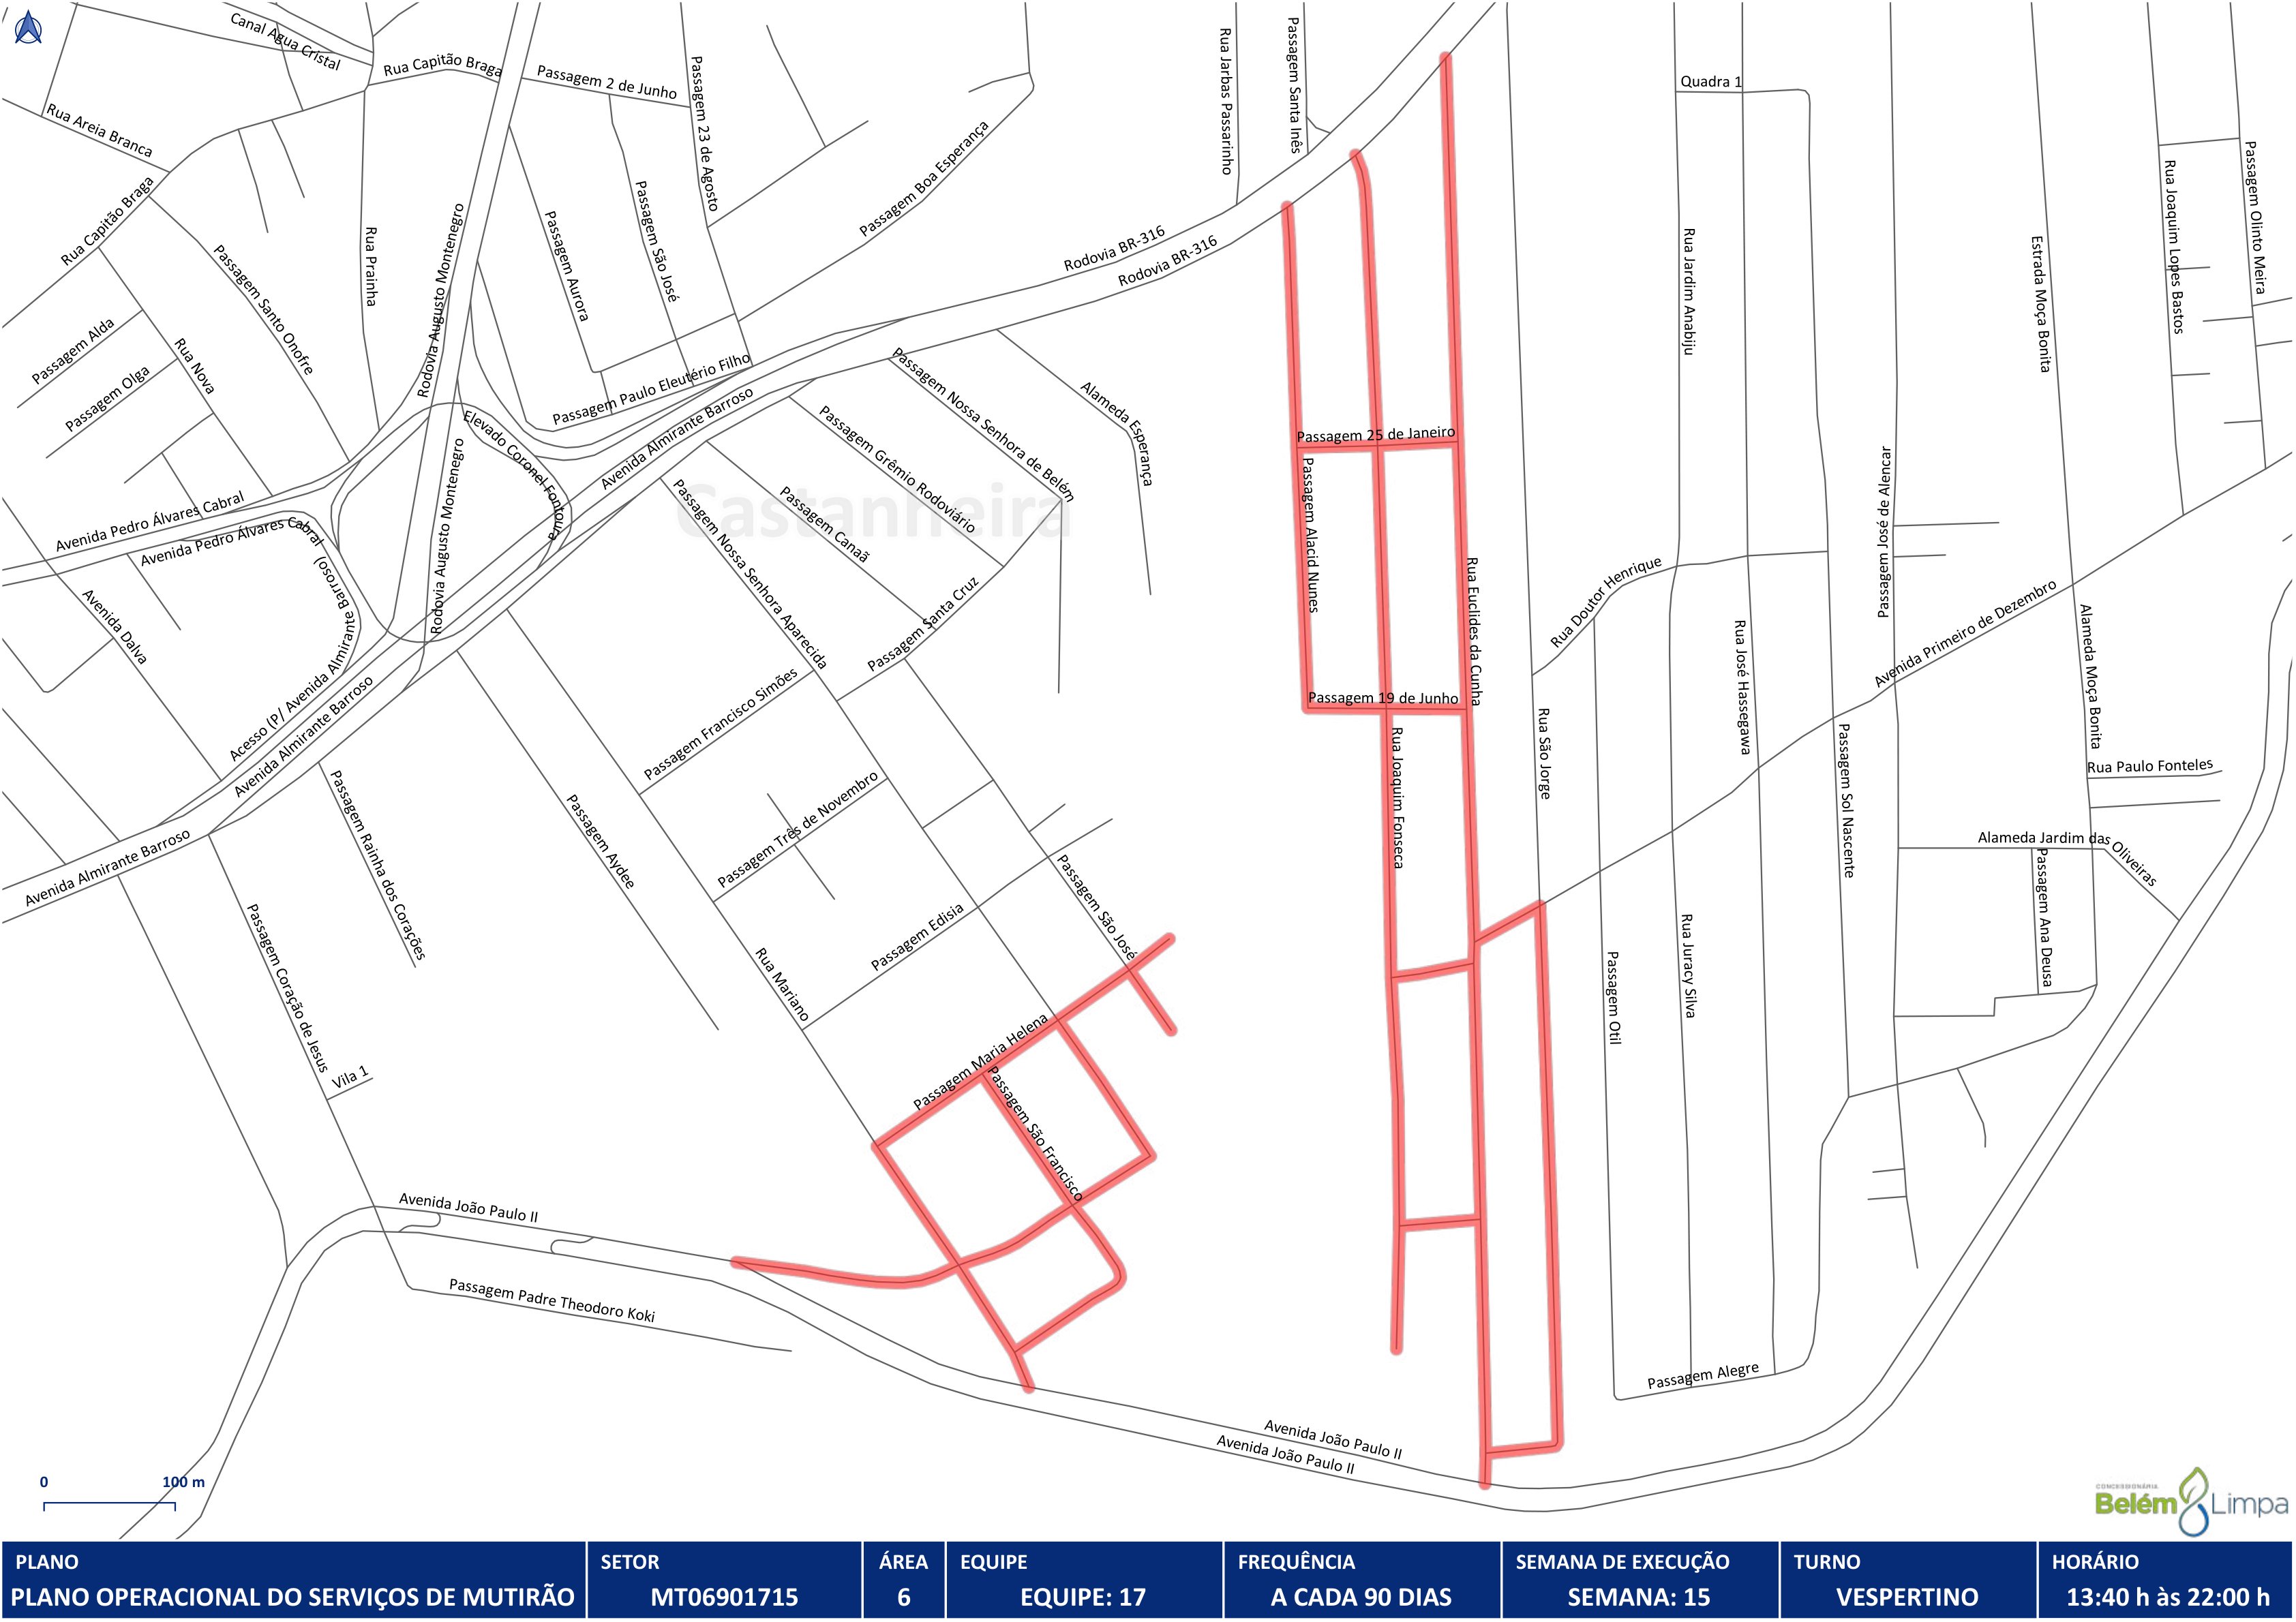 Canal Agua Cristal
Rua Capitão Braga
Passagem 2 de Junho
Passagem 23 de Agosto
Rua Jarbas Passarinho
Passagem Santa Inês
Quadra 1
Rua Areia Branca
Passagem Boa Esperança
Passagem Olinto Meira
Rua Joaquim Lopes Bastos
Rua Capitão Braga
Passagem São José
Passagem Aurora
Rua Prainha
Rodovia Augusto Montenegro
Passagem Santo Onofre
Rodovia BR-316
Rodovia BR-316
Rua Jardim Anabiju
Estrada Moça Bonita
Passagem Alda
Rua Nova
Passagem Olga
Passagem Paulo Eleutério Filho
Passagem Nossa Senhora de Belém
Alameda Esperança
Avenida Almirante Barroso
Passagem Grêmio Rodoviário
Elevado Coronel Fontoura
Passagem 25 de Janeiro
Passagem Alacid Nunes
Passagem José de Alencar
Rodovia Augusto Montenegro
Castanheira
Passagem Canaã
Passagem Nossa Senhora Aparecida
Avenida Pedro Álvares Cabral
Avenida Pedro Álvares Cabral
Acesso (P/ Avenida Almirante Barroso)
Avenida Dalva
Passagem Santa Cruz
Passagem Francisco Simões
Rua Euclides da Cunha
Rua Doutor Henrique
Rua José Hassegawa
Avenida Primeiro de Dezembro
Alameda Moça Bonita
Passagem 19 de Junho
Rua Joaquim Fonseca
Rua São Jorge
Passagem Sol Nascente
Rua Paulo Fonteles
Avenida Almirante Barroso
Passagem Rainha dos Corações
Passagem Aydee
Passagem Três de Novembro
Avenida Almirante Barroso
Alameda Jardim das Oliveiras
Passagem Ana Deusa
Passagem São José
Passagem Edisia
Rua Mariano
Passagem Coração de Jesus
Passagem Otil
Rua Juracy Silva
Vila 1
Passagem Maria Helena
Passagem São Francisco
Avenida João Paulo II
Passagem Padre Theodoro Koki
Passagem Alegre
Avenida João Paulo II
Avenida João Paulo II
0 100 m
CONCESSIONÁRIA
Belém Limpa
PLANO SETOR ÁREA EQUIPE FREQUÊNCIA SEMANA DE EXECUÇÃO TURNO HORÁRIO
PLANO OPERACIONAL DO SERVIÇOS DE MUTIRÃO MT06901715 6 EQUIPE: 17 A CADA 90 DIAS SEMANA: 15 VESPERTINO 13:40 h às 22:00 h